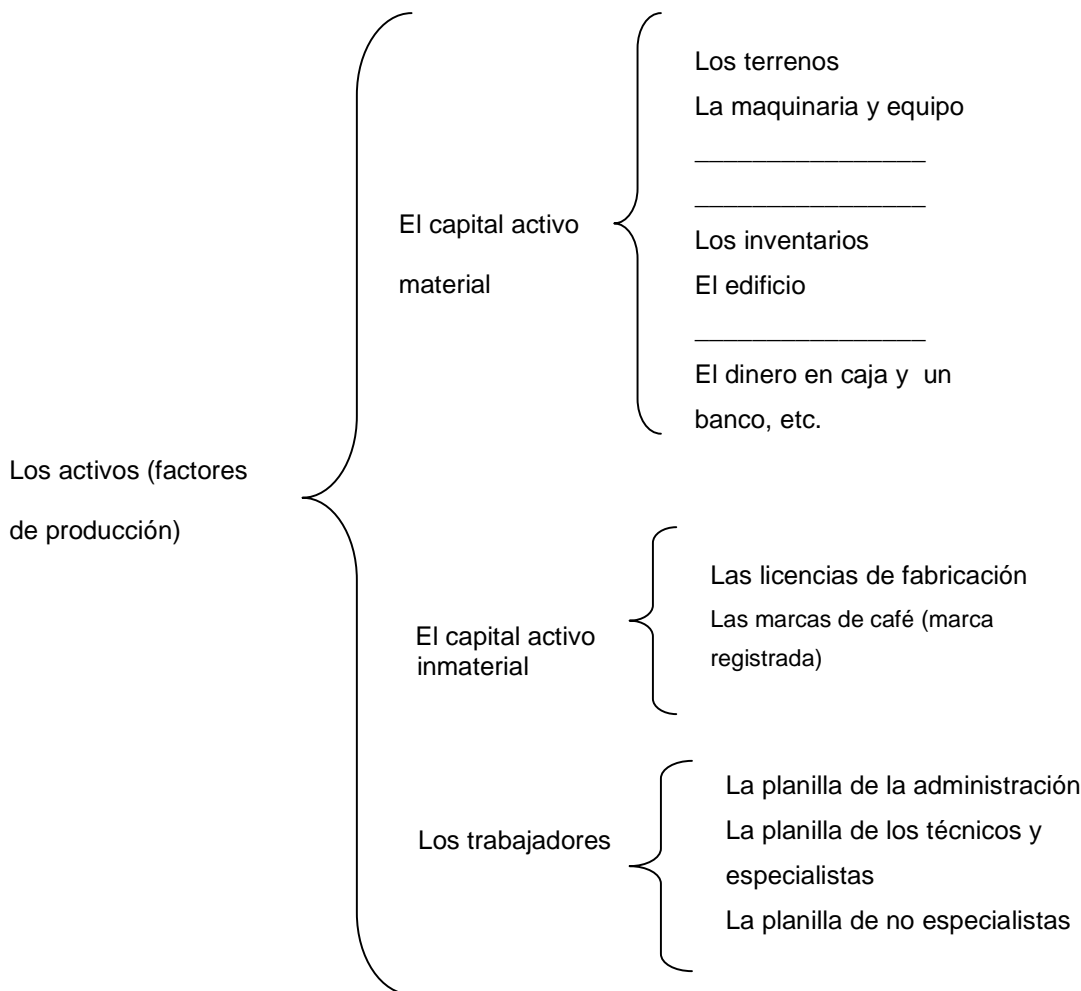 Los activos (factores
de producción)
El capital activo
material
Los terrenos
La maquinaria y equipo
________________
________________
Los inventarios
El edificio
________________
El dinero en caja y  un
banco, etc.
El capital activo
inmaterial
Las licencias de fabricación
Las marcas de café (marca
registrada)
Los trabajadores
La planilla de la administración
La planilla de los técnicos y
especialistas
La planilla de no especialistas